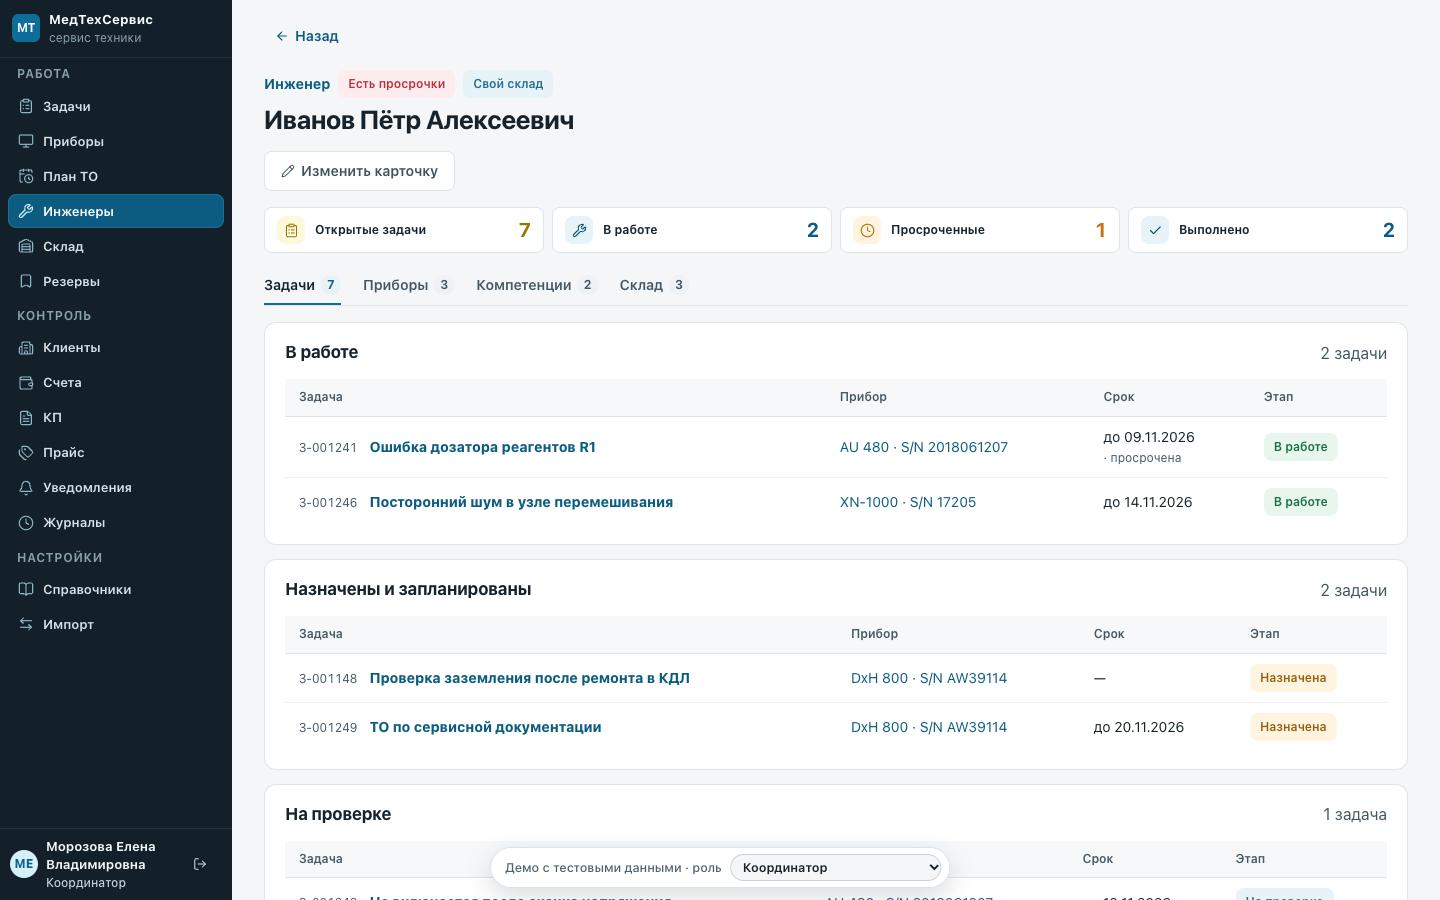 МТ
МедТехСервис
сервис техники
РАБОТА
Задачи
Приборы
План ТО
Инженеры
Склад
Резервы
КОНТРОЛЬ
Клиенты
Счета
КП
Прайс
Уведомления
Журналы
НАСТРОЙКИ
Справочники
Импорт
МЕ
Морозова Елена
Владимировна
Координатор
Назад
Инженер Есть просрочки Свой склад
Иванов Пётр Алексеевич
Изменить карточку
Открытые задачи 7 В работе 2 Просроченные 1 Выполнено 2
Задачи 7 Приборы 3 Компетенции 2 Склад 3
В работе 2 задачи
Задача Прибор Срок Этап
З-001241 Ошибка дозатора реагентов R1 AU 480 · S/N 2018061207 до 09.11.2026 В работе
· просрочена
З-001246 Посторонний шум в узле перемешивания XN-1000 · S/N 17205 до 14.11.2026 В работе
Назначены и запланированы 2 задачи
Задача Прибор Срок Этап
З-001148 Проверка заземления после ремонта в КДЛ DxH 800 · S/N AW39114 — Назначена
З-001249 ТО по сервисной документации DxH 800 · S/N AW39114 до 20.11.2026 Назначена
На проверке 1 задача
Задача Срок Этап
Демо с тестовыми данными · роль Координатор